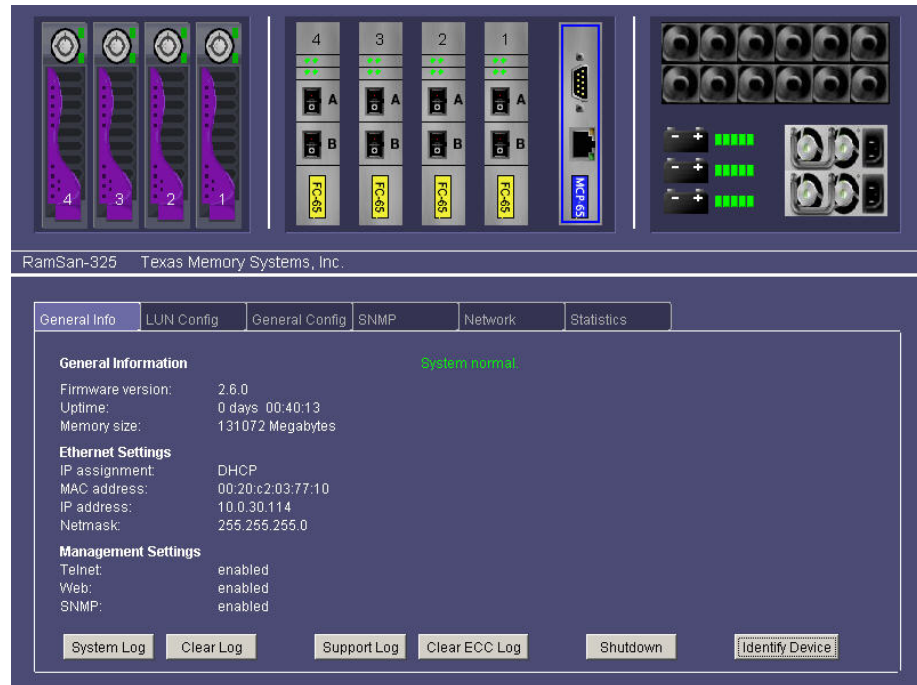 4 3 2 1
A A A A
B B B B
4 3 2 1
FC-65 FC-65 FC-65 FC-65 MCP-65
- +
- +
- +
RamSan-325 Texas Memory Systems, Inc.
General Info LUN Config General Config SNMP Network Statistics
General Information System normal.
Firmware version: 2.6.0
Uptime: 0 days 00:40:13
Memory size: 131072 Megabytes
Ethernet Settings
IP assignment: DHCP
MAC address: 00:20:c2:03:77:10
IP address: 10.0.30.114
Netmask: 255.255.255.0
Management Settings
Telnet: enabled
Web: enabled
SNMP: enabled
System Log Clear Log Support Log Clear ECC Log Shutdown Identify Device